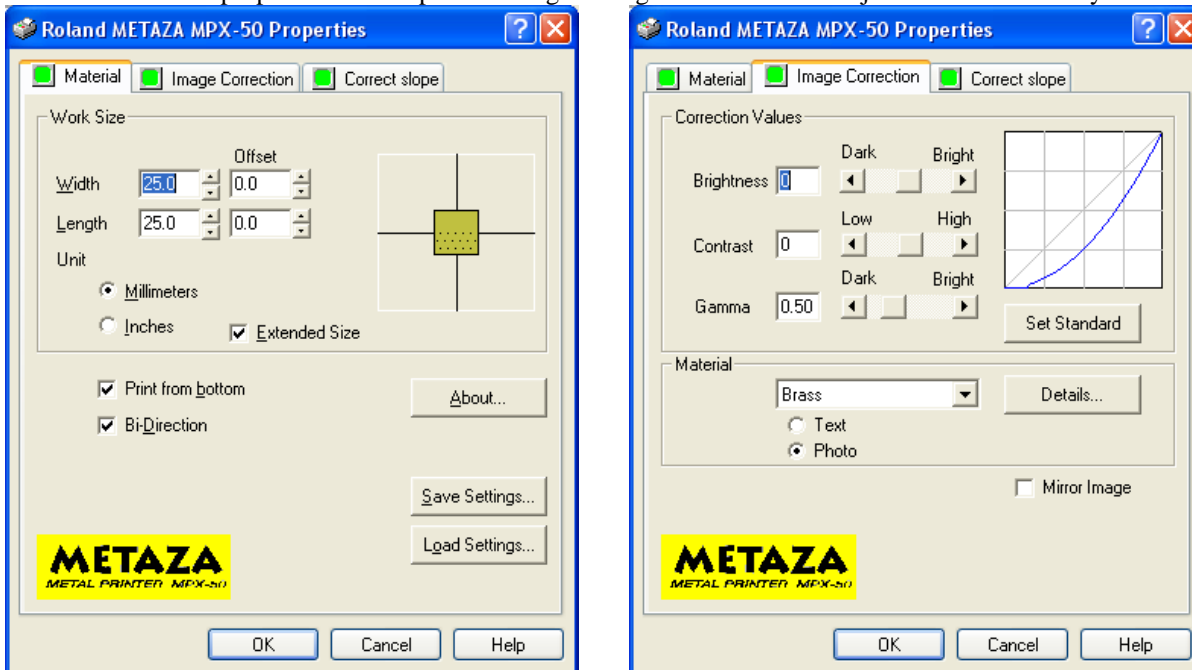 Roland METAZA MPX-50 Properties
Material
Image Correction
Correct slope
Work Size
Offset
Width 25.0 0.0
Length 25.0 0.0
Unit
Millimeters
Inches
Extended Size
Print from bottom
Bi-Direction
About...
Save Settings...
Load Settings...
METAZA
METAL PRINTER MPX-50
OK
Cancel
Help
Roland METAZA MPX-50 Properties
Material
Image Correction
Correct slope
Correction Values
Dark Bright
Brightness 0
Low High
Contrast 0
Dark Bright
Gamma 0.50
Set Standard
Material
Brass
Details...
Text
Photo
Mirror Image
METAZA
METAL PRINTER MPX-50
OK
Cancel
Help